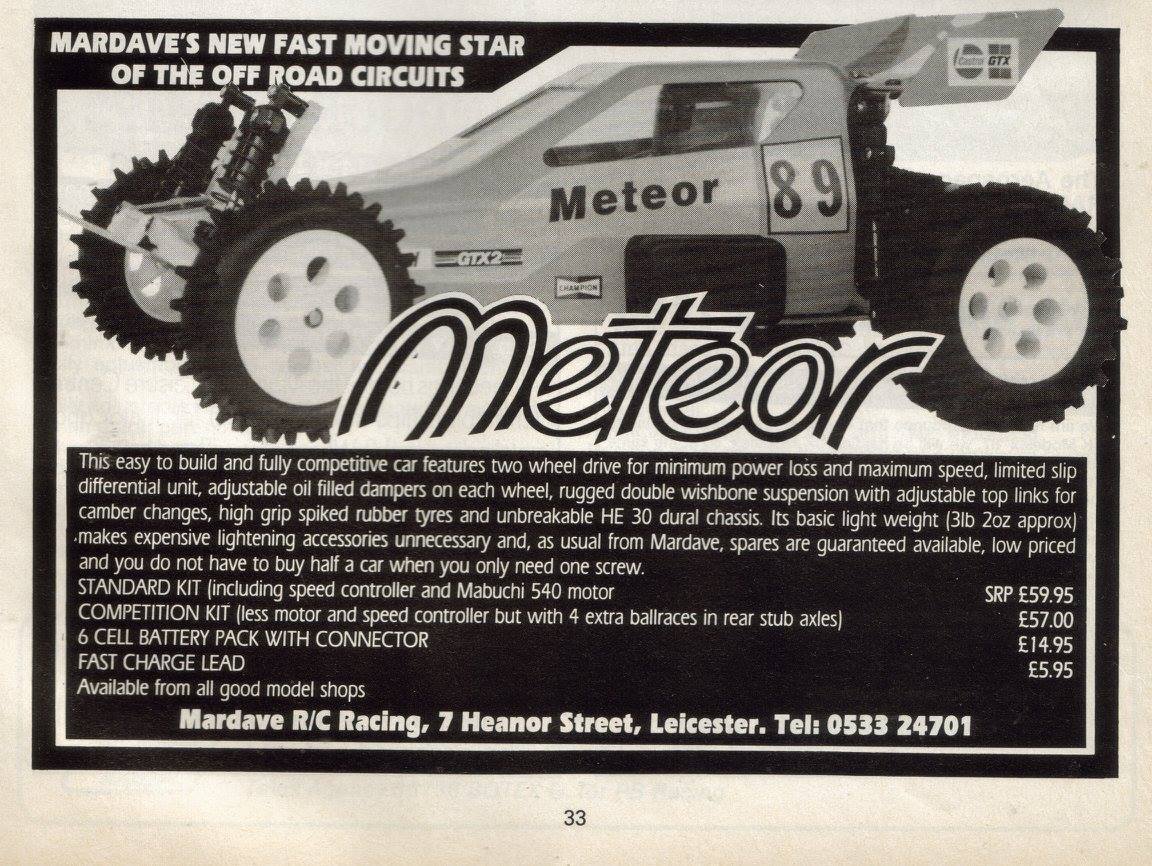 MARDAVE'S NEW FAST MOVING STAR
OF THE OFF ROAD CIRCUITS
Castrol GTX
Meteor
89
GTX2
CHAMPION
Meteor
This easy to build and fully competitive car features two wheel drive for minimum power loss and maximum speed, limited slip
differential unit, adjustable oil filled dampers on each wheel, rugged double wishbone suspension with adjustable top links for
camber changes, high grip spiked rubber tyres and unbreakable HE 30 dural chassis. Its basic light weight (3lb 2oz approx)
makes expensive lightening accessories unnecessary and, as usual from Mardave, spares are guaranteed available, low priced
and you do not have to buy half a car when you only need one screw.
STANDARD KIT (including speed controller and Mabuchi 540 motor SRP £59.95
COMPETITION KIT (less motor and speed controller but with 4 extra ballraces in rear stub axles) £57.00
6 CELL BATTERY PACK WITH CONNECTOR £14.95
FAST CHARGE LEAD £5.95
Available from all good model shops
Mardave R/C Racing, 7 Heanor Street, Leicester. Tel: 0533 24701
33